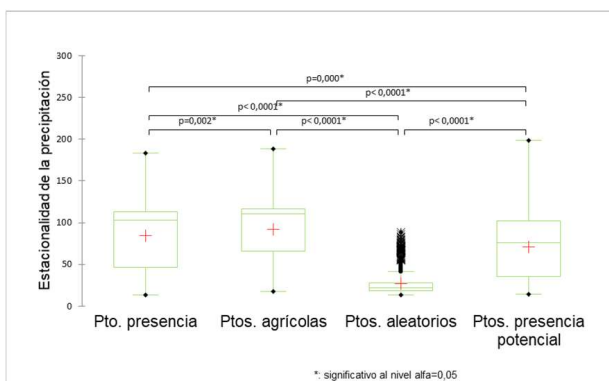 300
250
200
150
100
50
0
Estacionalidad de la precipitación
p=0,000*
p< 0,0001*
p< 0,0001*
p=0,002*
p< 0,0001*
p< 0,0001*
Pto. presencia
Ptos. agrícolas
Ptos. aleatorios
Ptos. presencia
potencial
*: significativo al nivel alfa=0,05